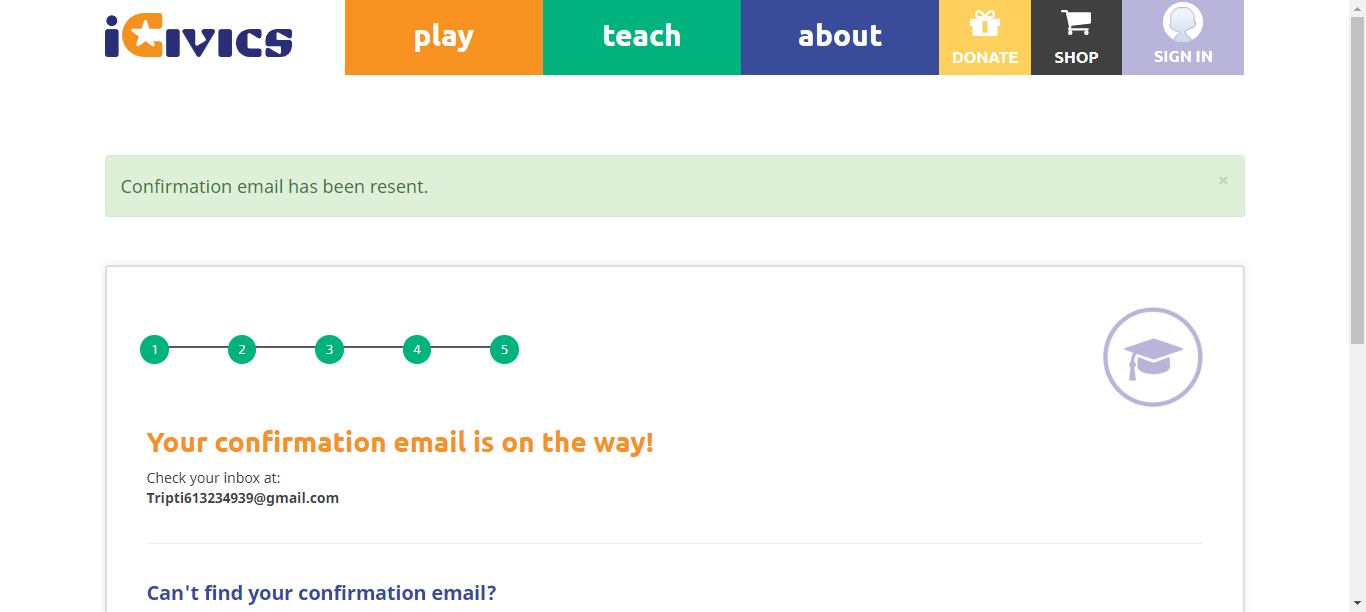 iCivics
play
teach
about
DONATE
SHOP
SIGN IN
Confirmation email has been resent.
×
1
2
3
4
5
Your confirmation email is on the way!
Check your inbox at:
Tripti613234939@gmail.com
Can't find your confirmation email?